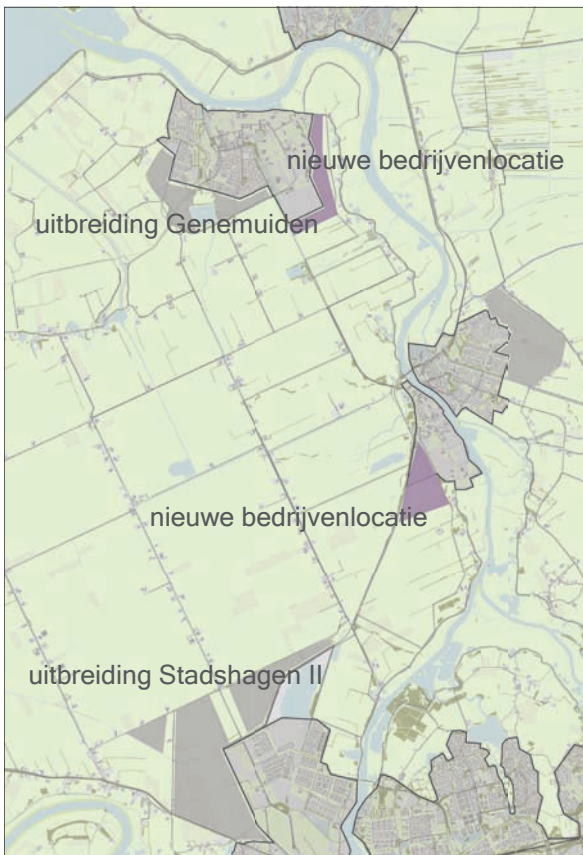 nieuwe bedrijvenlocatie
uitbreiding Genemuiden
nieuwe bedrijvenlocatie
uitbreiding Stadshagen II